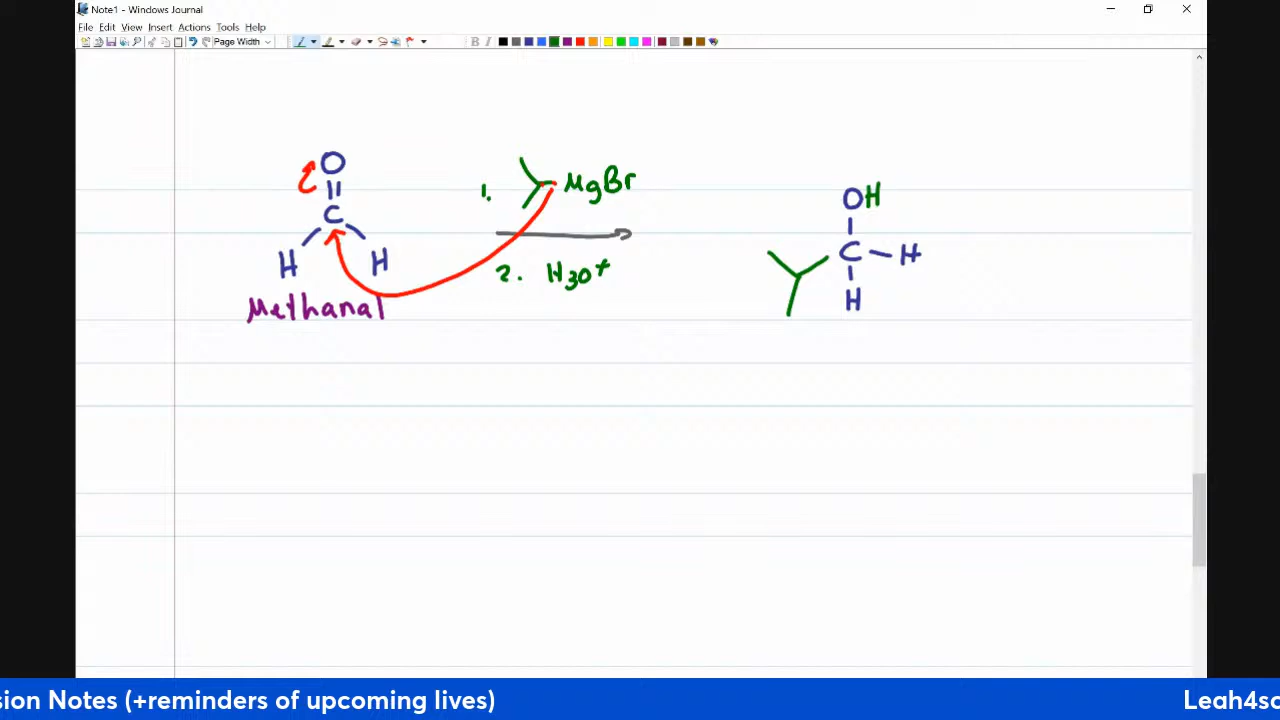 Note1 - Windows Journal
File Edit View Insert Actions Tools Help
Page Width
B I
O
C
H H
Methanal
1. MgBr
2. H3O+
OH
C H
H
sion Notes (+reminders of upcoming lives)
Leah4sc